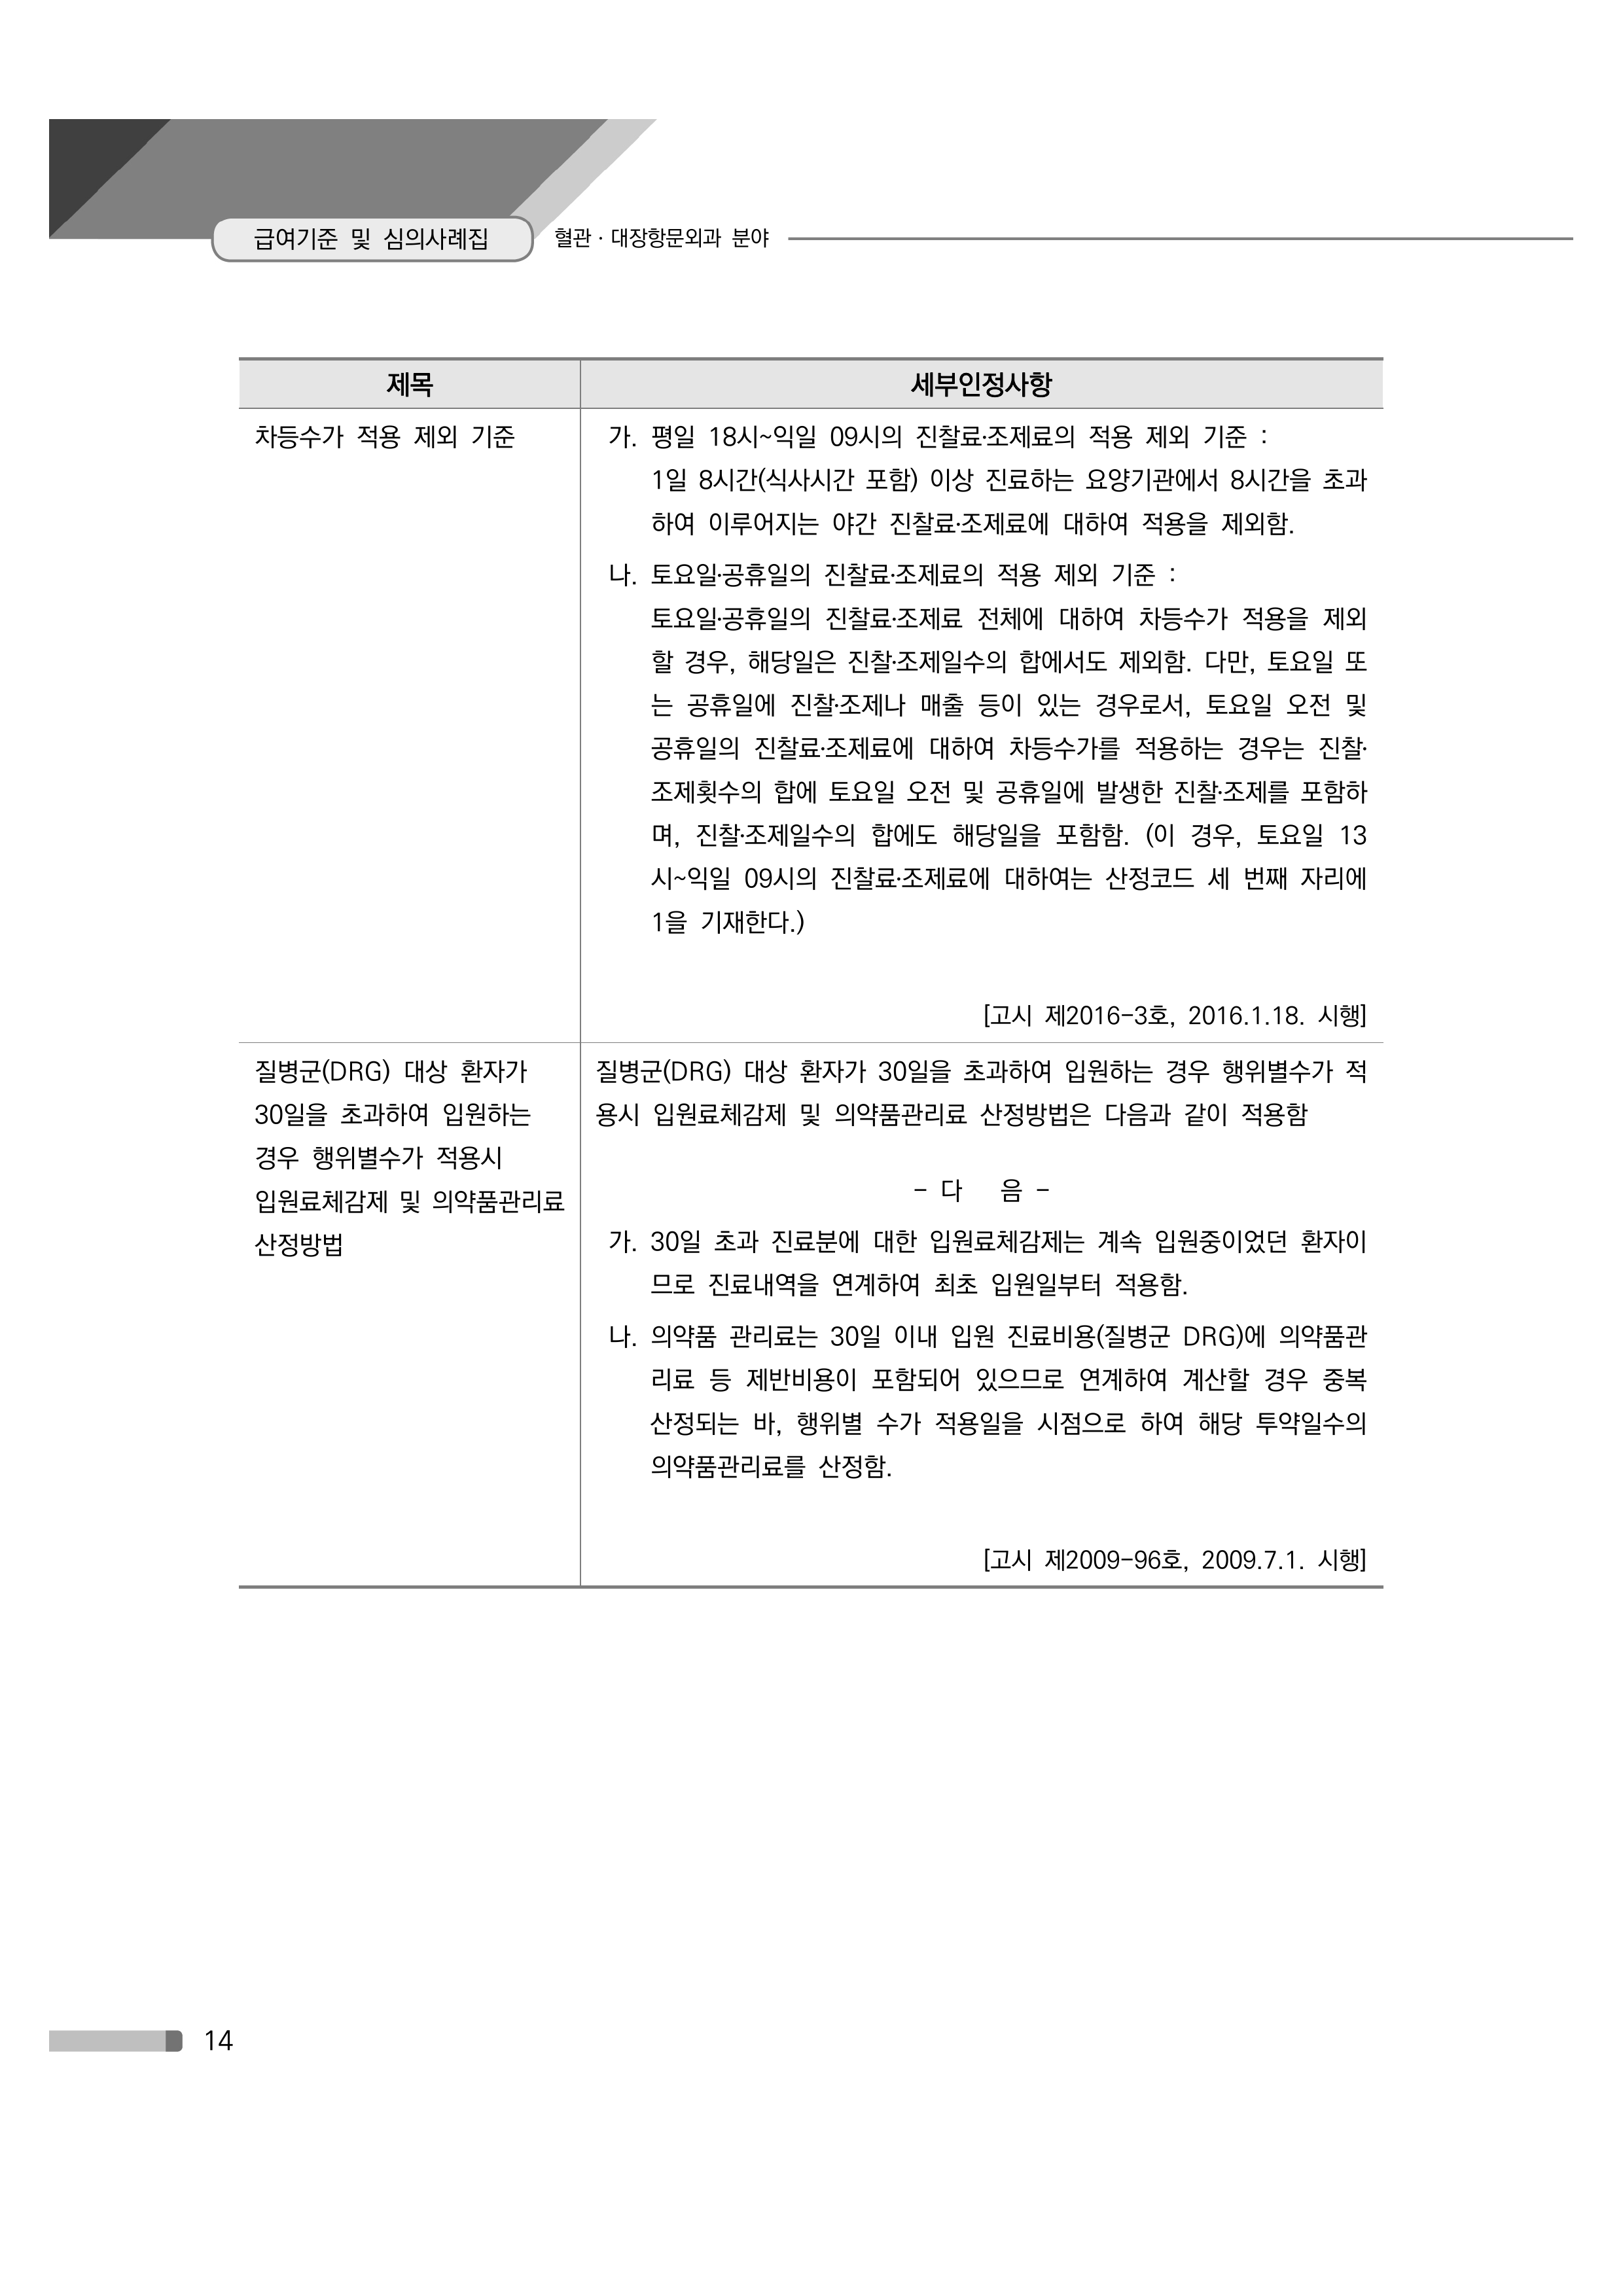 급여기준 및 심의사례집
혈관 · 대장항문외과 분야
제목
세부인정사항
차등수가 적용 제외 기준
가. 평일 18시~익일 09시의 진찰료·조제료의 적용 제외 기준 :
1일 8시간(식사시간 포함) 이상 진료하는 요양기관에서 8시간을 초과
하여 이루어지는 야간 진찰료·조제료에 대하여 적용을 제외함.
나. 토요일·공휴일의 진찰료·조제료의 적용 제외 기준 :
토요일·공휴일의 진찰료·조제료 전체에 대하여 차등수가 적용을 제외
할 경우, 해당일은 진찰·조제일수의 합에서도 제외함. 다만, 토요일 또
는 공휴일에 진찰·조제나 매출 등이 있는 경우로서, 토요일 오전 및
공휴일의 진찰료·조제료에 대하여 차등수가를 적용하는 경우는 진찰·
조제횟수의 합에 토요일 오전 및 공휴일에 발생한 진찰·조제를 포함하
며, 진찰·조제일수의 합에도 해당일을 포함함. (이 경우, 토요일 13
시~익일 09시의 진찰료·조제료에 대하여는 산정코드 세 번째 자리에
1을 기재한다.)
[고시 제2016-3호, 2016.1.18. 시행]
질병군(DRG) 대상 환자가
30일을 초과하여 입원하는
경우 행위별수가 적용시
입원료체감제 및 의약품관리료
산정방법
질병군(DRG) 대상 환자가 30일을 초과하여 입원하는 경우 행위별수가 적
용시 입원료체감제 및 의약품관리료 산정방법은 다음과 같이 적용함
- 다 음 -
가. 30일 초과 진료분에 대한 입원료체감제는 계속 입원중이었던 환자이
므로 진료내역을 연계하여 최초 입원일부터 적용함.
나. 의약품 관리료는 30일 이내 입원 진료비용(질병군 DRG)에 의약품관
리료 등 제반비용이 포함되어 있으므로 연계하여 계산할 경우 중복
산정되는 바, 행위별 수가 적용일을 시점으로 하여 해당 투약일수의
의약품관리료를 산정함.
[고시 제2009-96호, 2009.7.1. 시행]
14